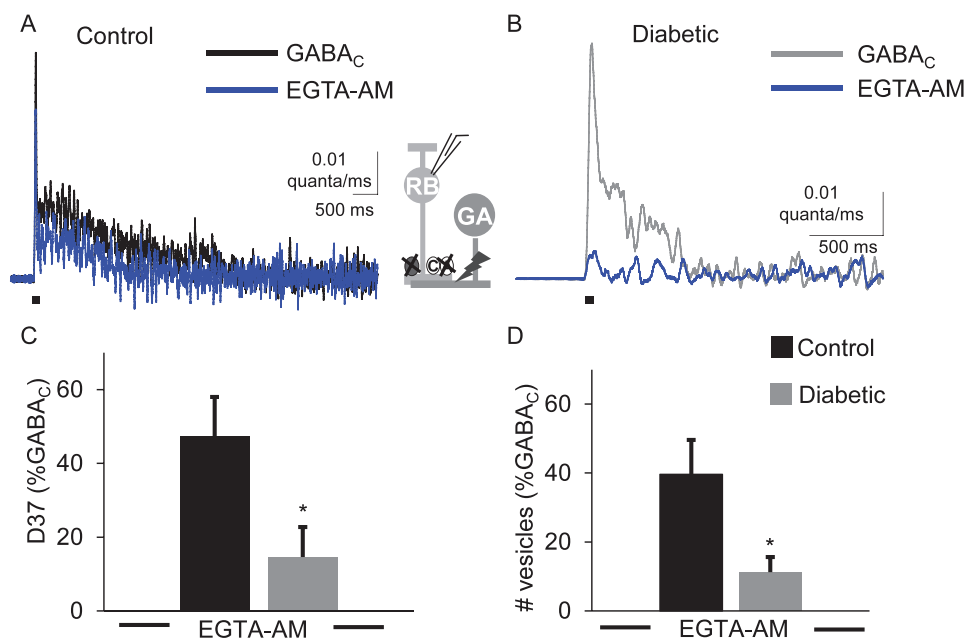 A
Control
GABAC
EGTA-AM
0.01
quanta/ms
500 ms
RB
GA
C
B
Diabetic
GABAC
EGTA-AM
0.01
quanta/ms
500 ms
C
D37 (%GABAC)
60
40
20
0
EGTA-AM
D
Control
Diabetic
# vesicles (%GABAC)
60
40
20
0
*
*
EGTA-AM